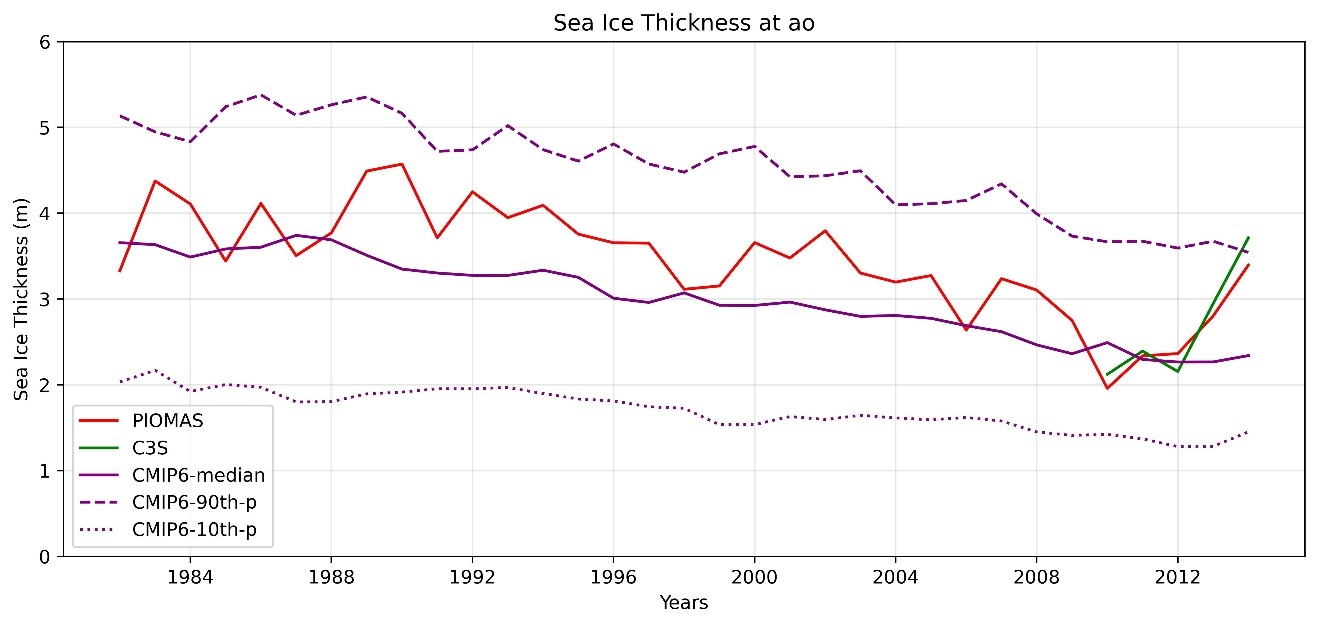 Sea Ice Thickness at ao
Sea Ice Thickness (m)
6
5
4
3
2
1
0
PIOMAS
C3S
CMIP6-median
CMIP6-90th-p
CMIP6-10th-p
1984 1988 1992 1996 2000 2004 2008 2012
Years